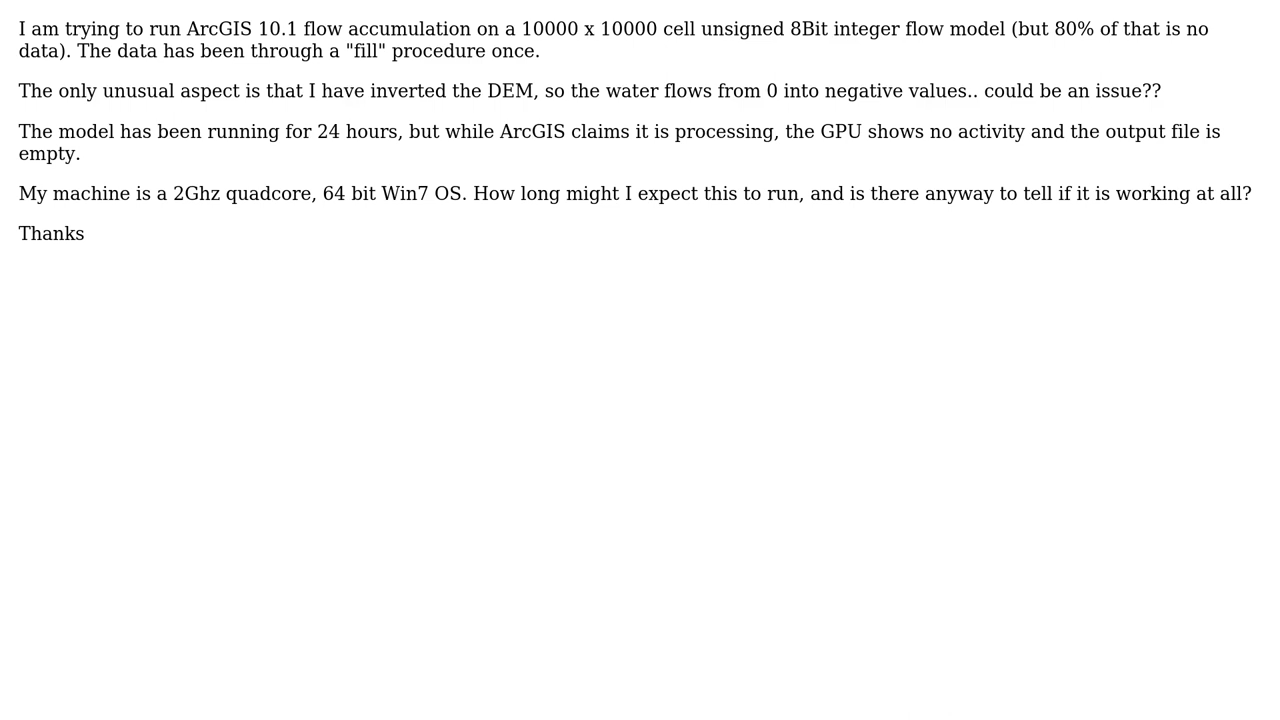 I am trying to run ArcGIS 10.1 flow accumulation on a 10000 x 10000 cell unsigned 8Bit integer flow model (but 80% of that is no
data). The data has been through a "fill" procedure once.
The only unusual aspect is that I have inverted the DEM, so the water flows from 0 into negative values.. could be an issue??
The model has been running for 24 hours, but while ArcGIS claims it is processing, the GPU shows no activity and the output file is
empty.
My machine is a 2Ghz quadcore, 64 bit Win7 OS. How long might I expect this to run, and is there anyway to tell if it is working at all?
Thanks